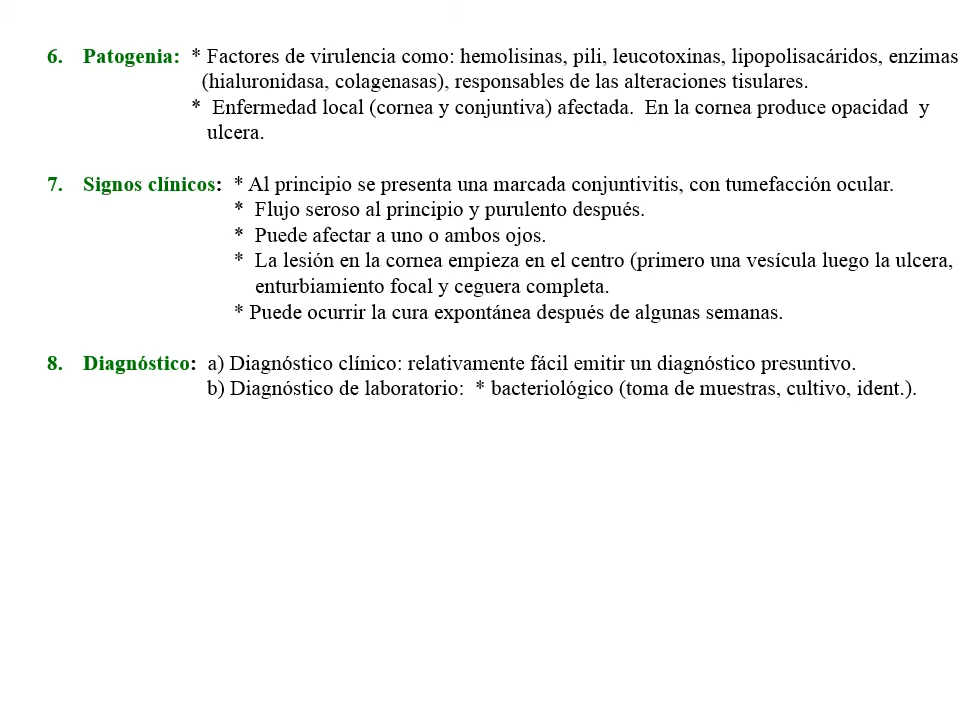 6. Patogenia: * Factores de virulencia como: hemolisinas, pili, leucotoxinas, lipopolisacáridos, enzimas
(hialuronidasa, colagenasas), responsables de las alteraciones tisulares.
* Enfermedad local (cornea y conjuntiva) afectada. En la cornea produce opacidad y
ulcera.
7. Signos clínicos: * Al principio se presenta una marcada conjuntivitis, con tumefacción ocular.
* Flujo seroso al principio y purulento después.
* Puede afectar a uno o ambos ojos.
* La lesión en la cornea empieza en el centro (primero una vesícula luego la ulcera,
enturbiamiento focal y ceguera completa.
* Puede ocurrir la cura expontánea después de algunas semanas.
8. Diagnóstico: a) Diagnóstico clínico: relativamente fácil emitir un diagnóstico presuntivo.
b) Diagnóstico de laboratorio: * bacteriológico (toma de muestras, cultivo, ident.).